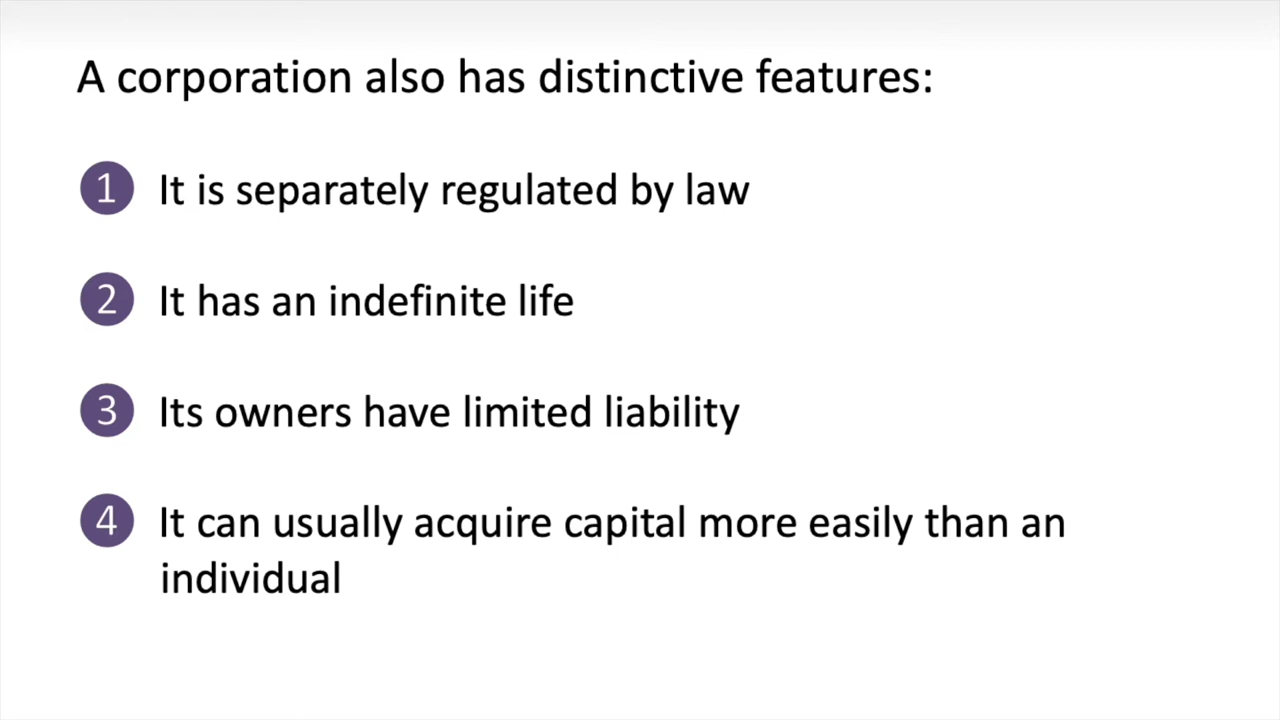 A corporation also has distinctive features:
1 It is separately regulated by law
2 It has an indefinite life
3 Its owners have limited liability
4 It can usually acquire capital more easily than an
individual